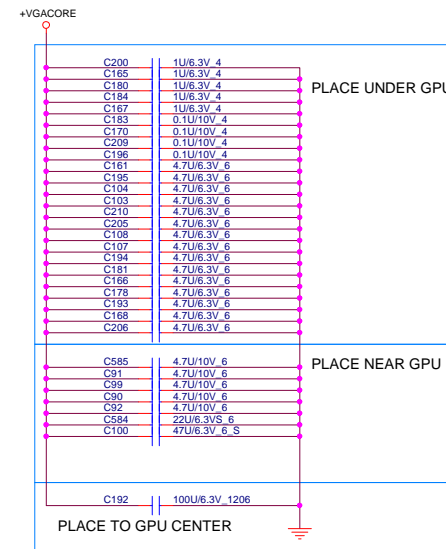 +VGACORE
C200 1U/6.3V_4
C165 1U/6.3V_4
C180 1U/6.3V_4
C184 1U/6.3V_4
C167 1U/6.3V_4
C183 0.1U/10V_4
C170 0.1U/10V_4
C209 0.1U/10V_4
C196 0.1U/10V_4
C161 4.7U/6.3V_6
C195 4.7U/6.3V_6
C104 4.7U/6.3V_6
C103 4.7U/6.3V_6
C210 4.7U/6.3V_6
C205 4.7U/6.3V_6
C108 4.7U/6.3V_6
C107 4.7U/6.3V_6
C194 4.7U/6.3V_6
C181 4.7U/6.3V_6
C166 4.7U/6.3V_6
C178 4.7U/6.3V_6
C193 4.7U/6.3V_6
C168 4.7U/6.3V_6
C206 4.7U/6.3V_6
PLACE UNDER GPU
C585 4.7U/10V_6
C91 4.7U/10V_6
C99 4.7U/10V_6
C90 4.7U/10V_6
C92 4.7U/10V_6
C584 22U/6.3VS_6
C100 47U/6.3V_6_S
PLACE NEAR GPU
C192 100U/6.3V_1206
PLACE TO GPU CENTER